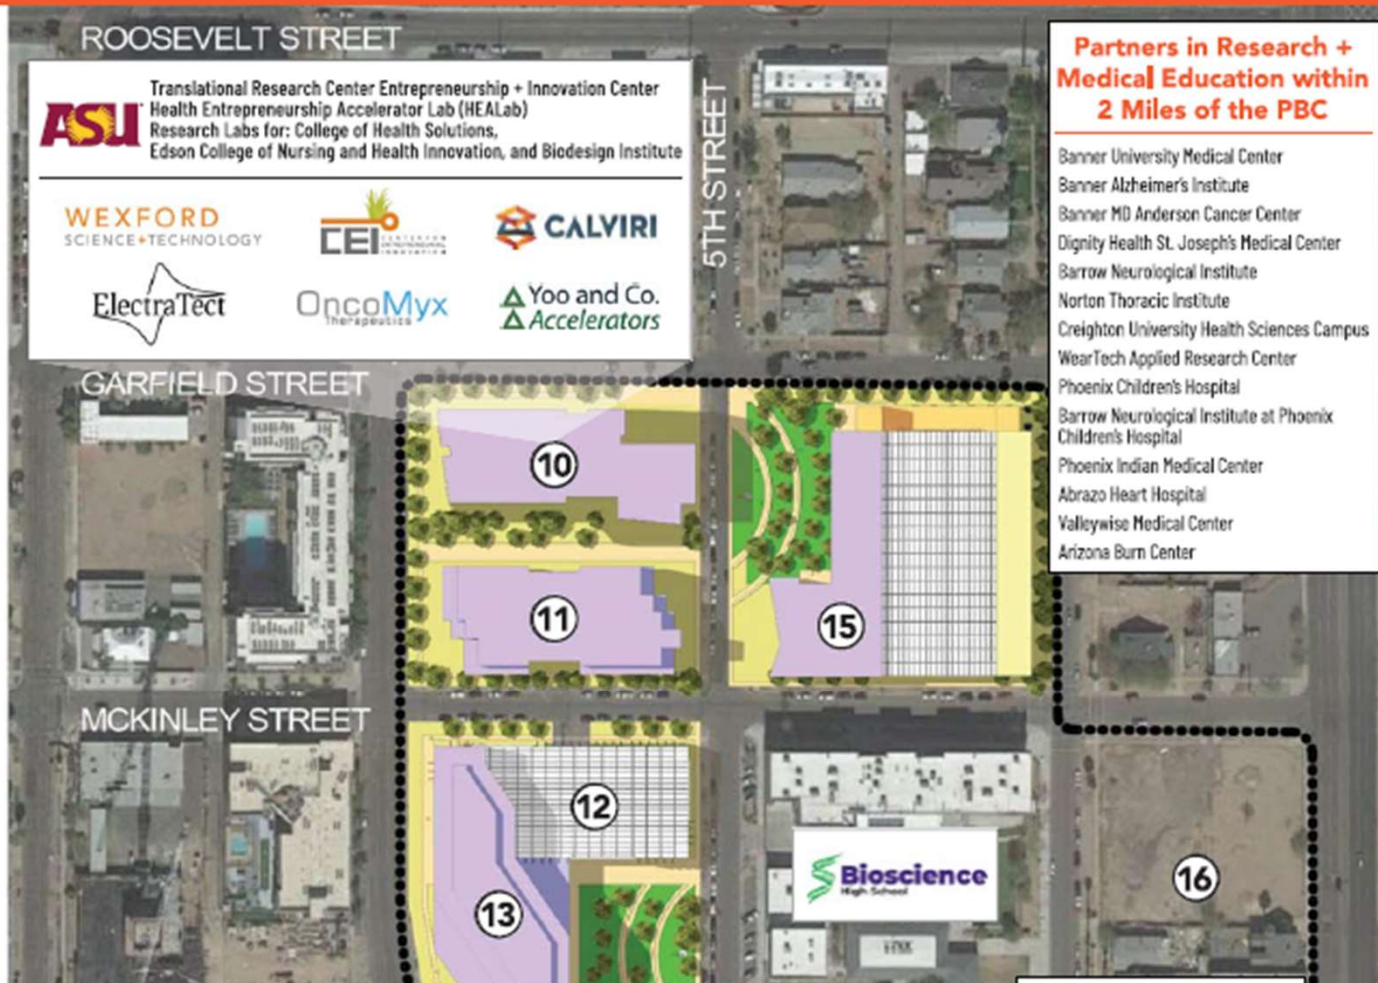 ROOSEVELT STREET
ASU
Translational Research Center Entrepreneurship + Innovation Center
Health Entrepreneurship Accelerator Lab (HEALab)
Research Labs for: College of Health Solutions,
Edson College of Nursing and Health Innovation, and Biodesign Institute
WEXFORD
SCIENCE+TECHNOLOGY
CEI
CENTER FOR
ENTREPRENEURIAL
INNOVATION
CALVIRI
ElectraTect
OncoMyx
Therapeutics
Yoo and Co.
Accelerators
5TH STREET
Partners in Research +
Medical Education within
2 Miles of the PBC
Banner University Medical Center
Banner Alzheimer's Institute
Banner MD Anderson Cancer Center
Dignity Health St. Joseph's Medical Center
Barrow Neurological Institute
Norton Thoracic Institute
Creighton University Health Sciences Campus
WearTech Applied Research Center
Phoenix Children's Hospital
Barrow Neurological Institute at Phoenix
Children's Hospital
Phoenix Indian Medical Center
Abrazo Heart Hospital
Valleywise Medical Center
Arizona Burn Center
GARFIELD STREET
10
11
15
MCKINLEY STREET
12
13
Bioscience
High School
16